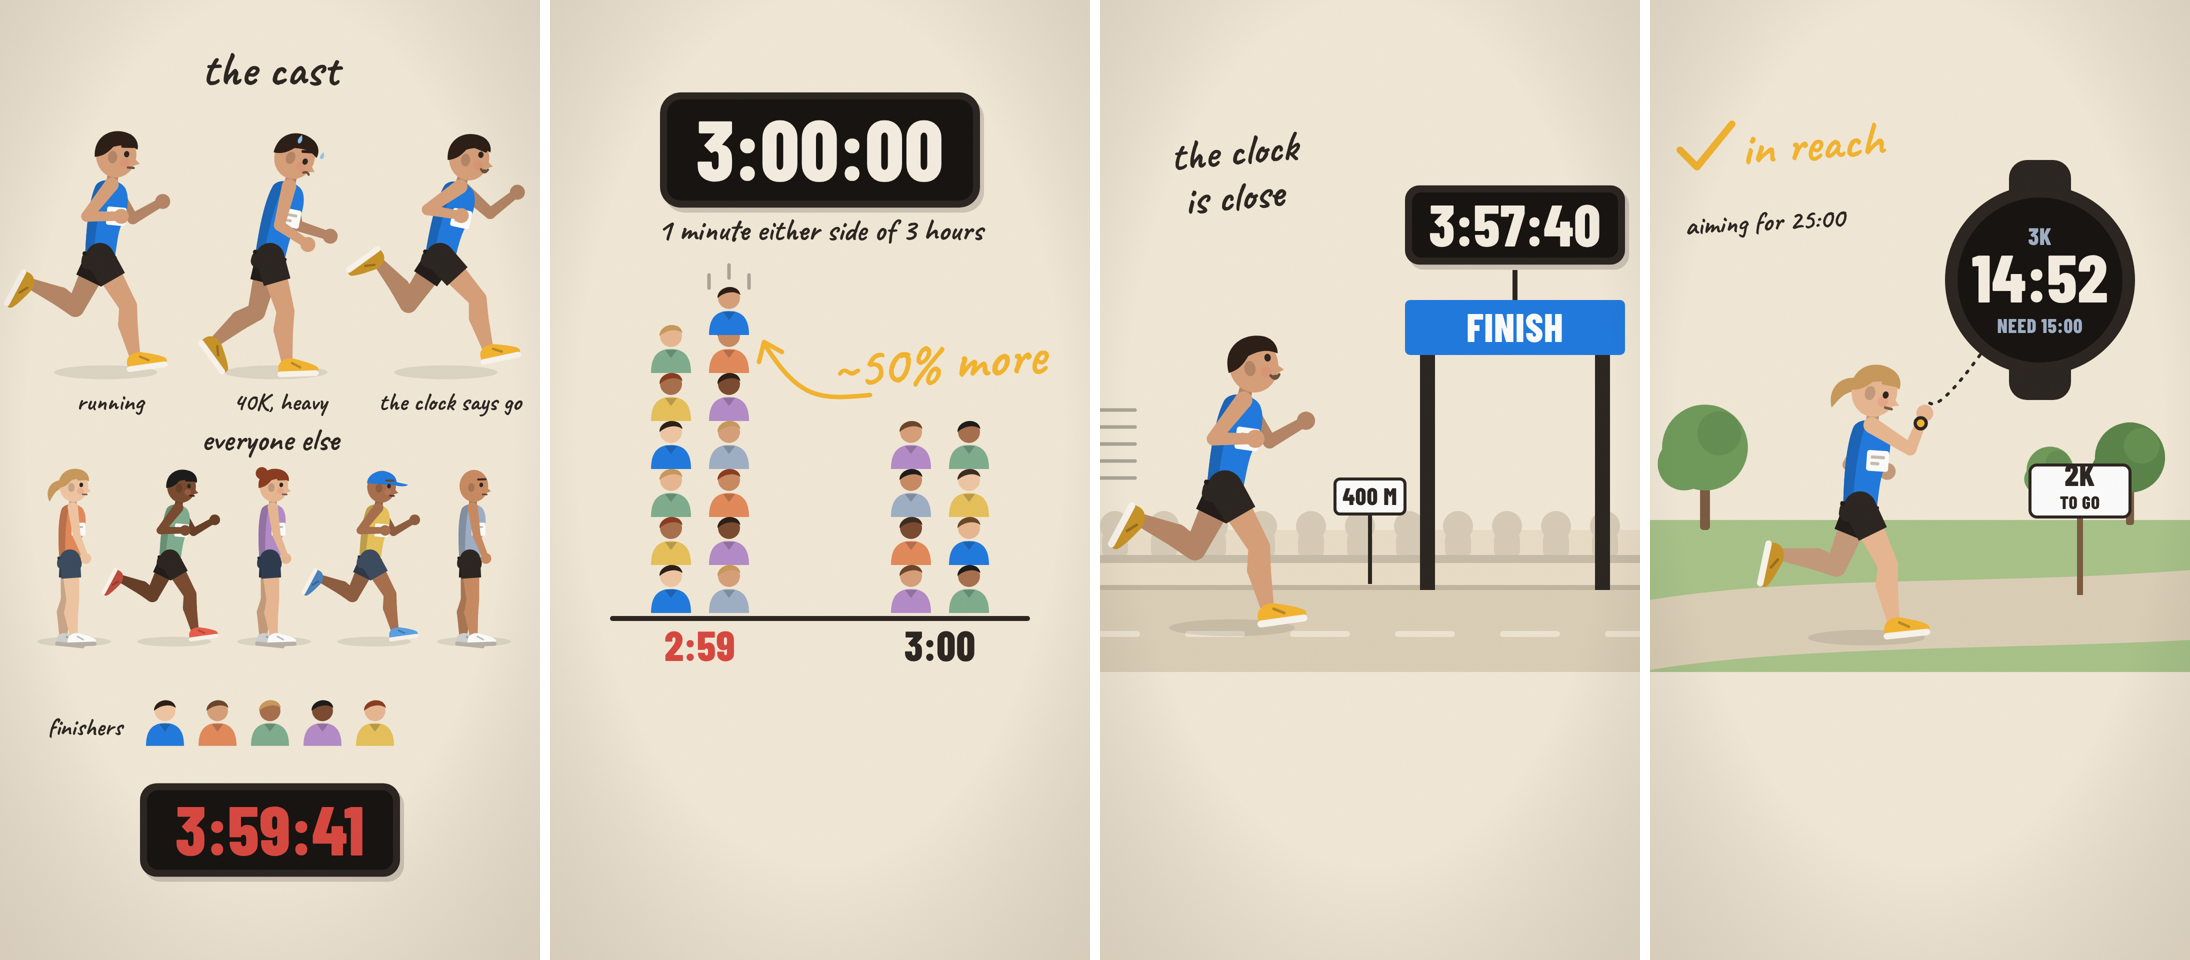 the cast
running
40K, heavy
the clock says go
everyone else
finishers
3:59:41
3:00:00
1 minute either side of 3 hours
~50% more
2:59
3:00
the clock
is close
3:57:40
FINISH
400 M
in reach
aiming for 25:00
3K
14:52
NEED 15:00
2K
TO GO